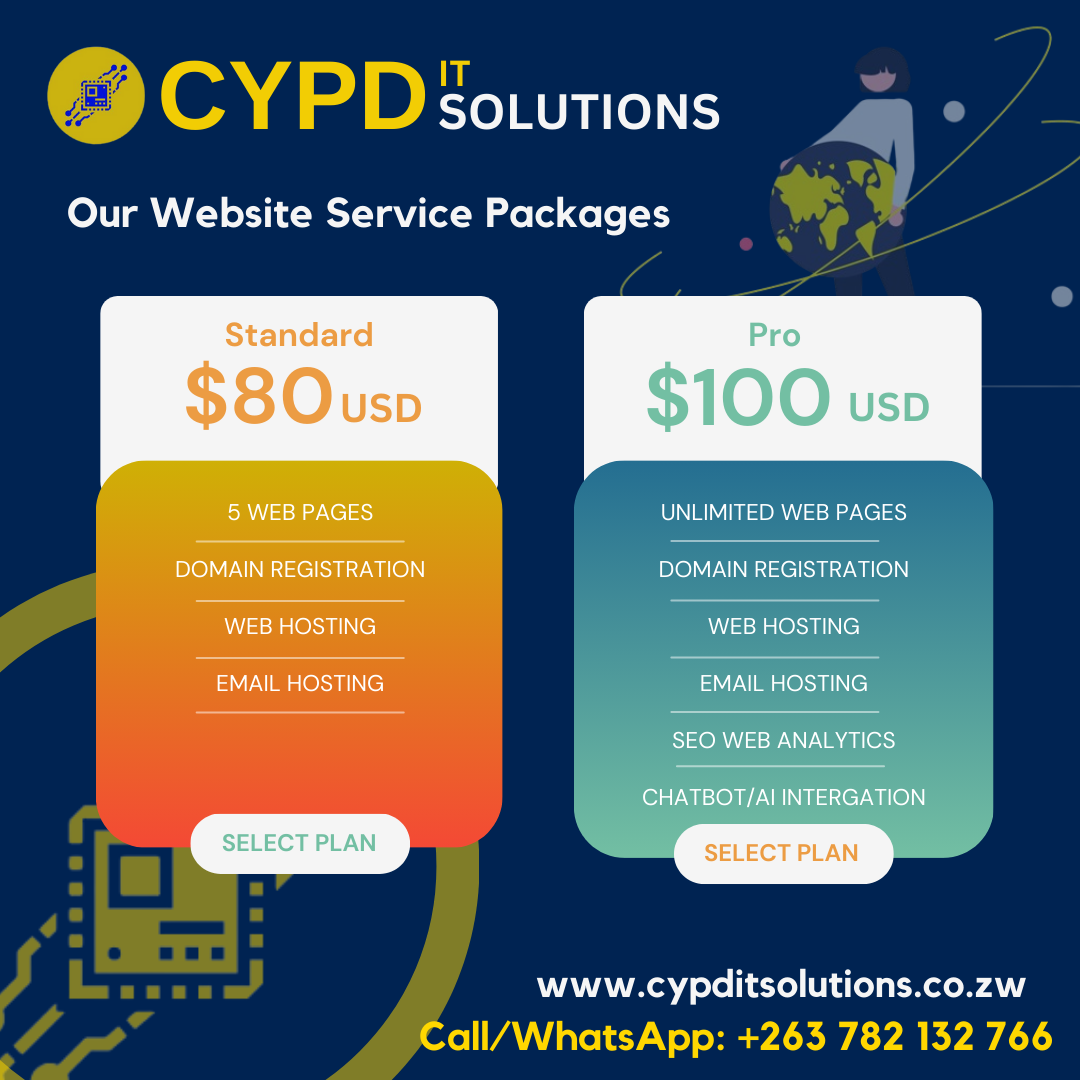 CYPD IT
SOLUTIONS
Our Website Service Packages
Standard
$80 USD
5 WEB PAGES
DOMAIN REGISTRATION
WEB HOSTING
EMAIL HOSTING
SELECT PLAN
Pro
$100 USD
UNLIMITED WEB PAGES
DOMAIN REGISTRATION
WEB HOSTING
EMAIL HOSTING
SEO WEB ANALYTICS
CHATBOT/AI INTERGATION
SELECT PLAN
www.cypditsolutions.co.zw
Call/WhatsApp: +263 782 132 766